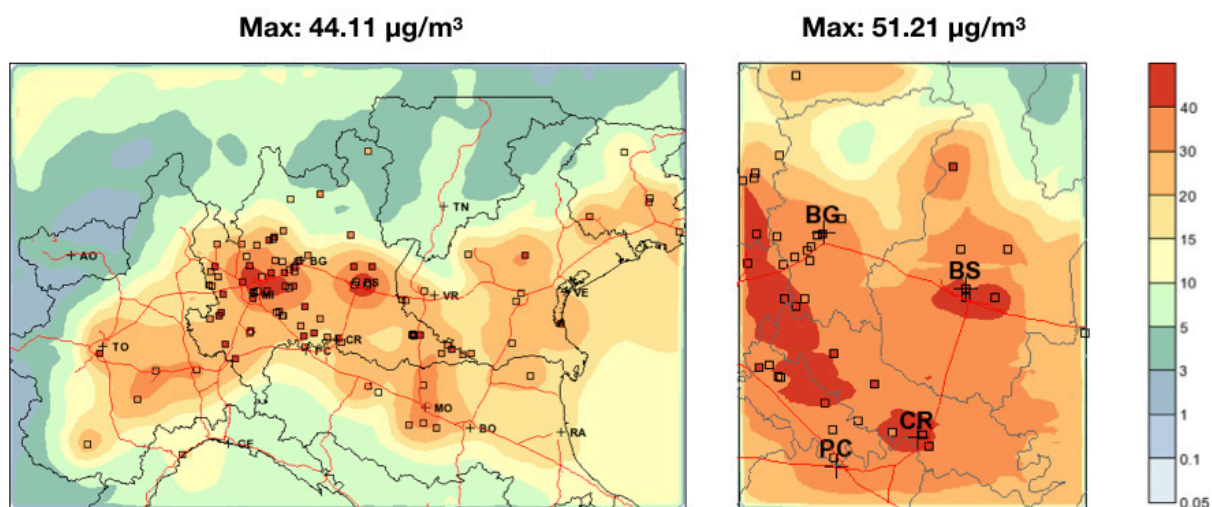 Max: 44.11 µg/m³
Max: 51.21 µg/m³
40
30
20
15
10
5
3
1
0.1
0.05
TN
AO
BG
MI
BS
VR
VE
TO
CR
PC
MO
BO
RA
GE
BG
BS
CR
PC